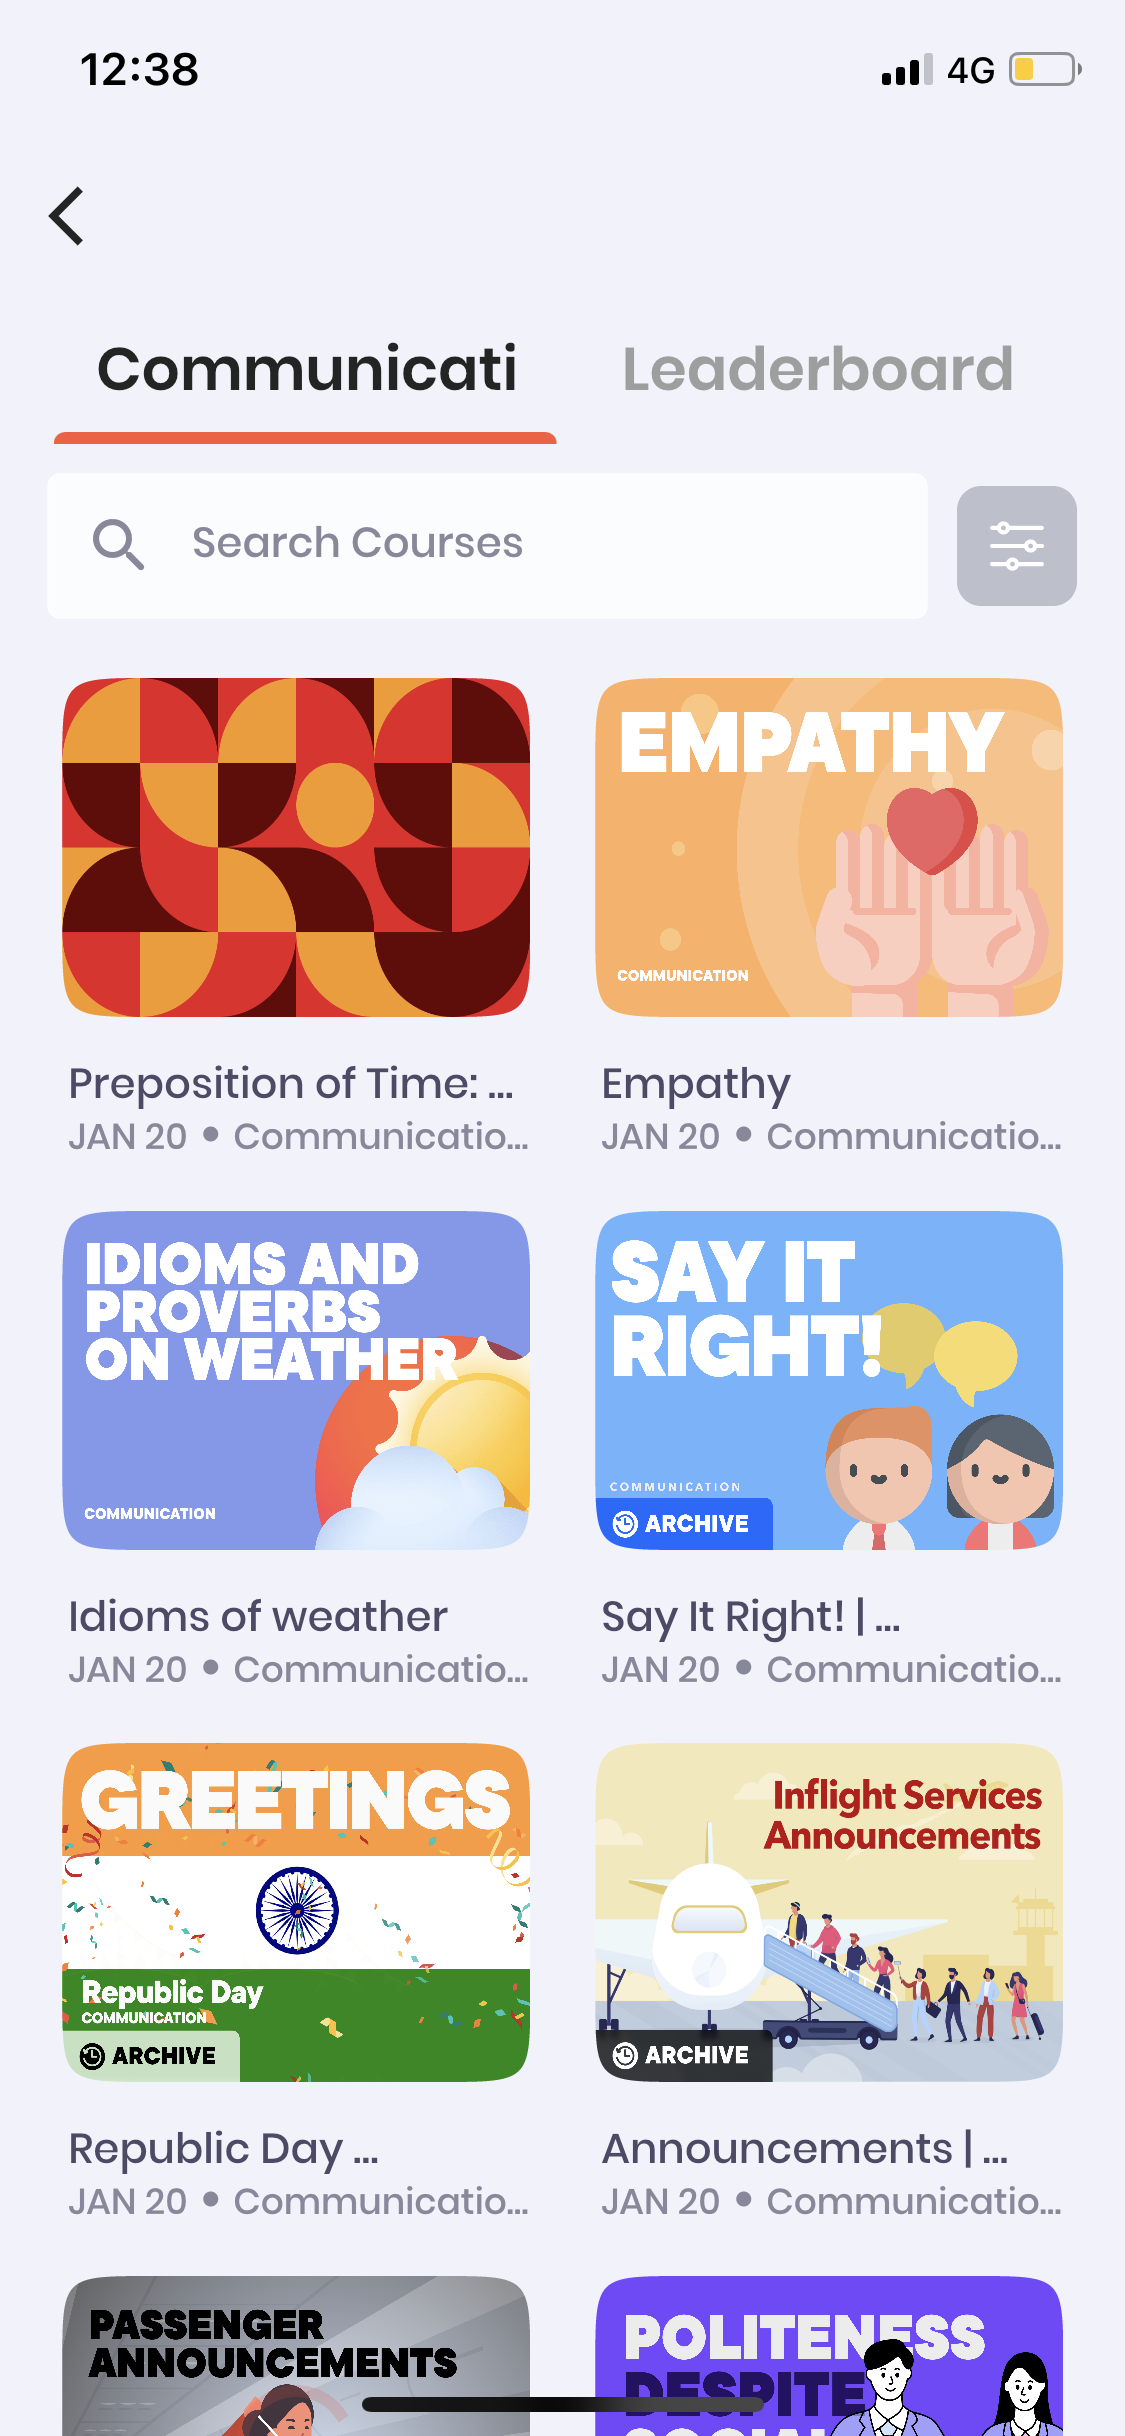 12:38
4G
Communicati
Leaderboard
Search Courses
EMPATHY
COMMUNICATION
Preposition of Time: ...
JAN 20 • Communicatio...
Empathy
JAN 20 • Communicatio...
IDIOMS AND
PROVERBS
ON WEATHER
COMMUNICATION
SAY IT
RIGHT!
COMMUNICATION
ARCHIVE
Idioms of weather
JAN 20 • Communicatio...
Say It Right! | ...
JAN 20 • Communicatio...
GREETINGS
Republic Day
COMMUNICATION
ARCHIVE
Inflight Services
Announcements
ARCHIVE
Republic Day ...
JAN 20 • Communicatio...
Announcements | ...
JAN 20 • Communicatio...
PASSENGER
ANNOUNCEMENTS
POLITENESS
DESPITE